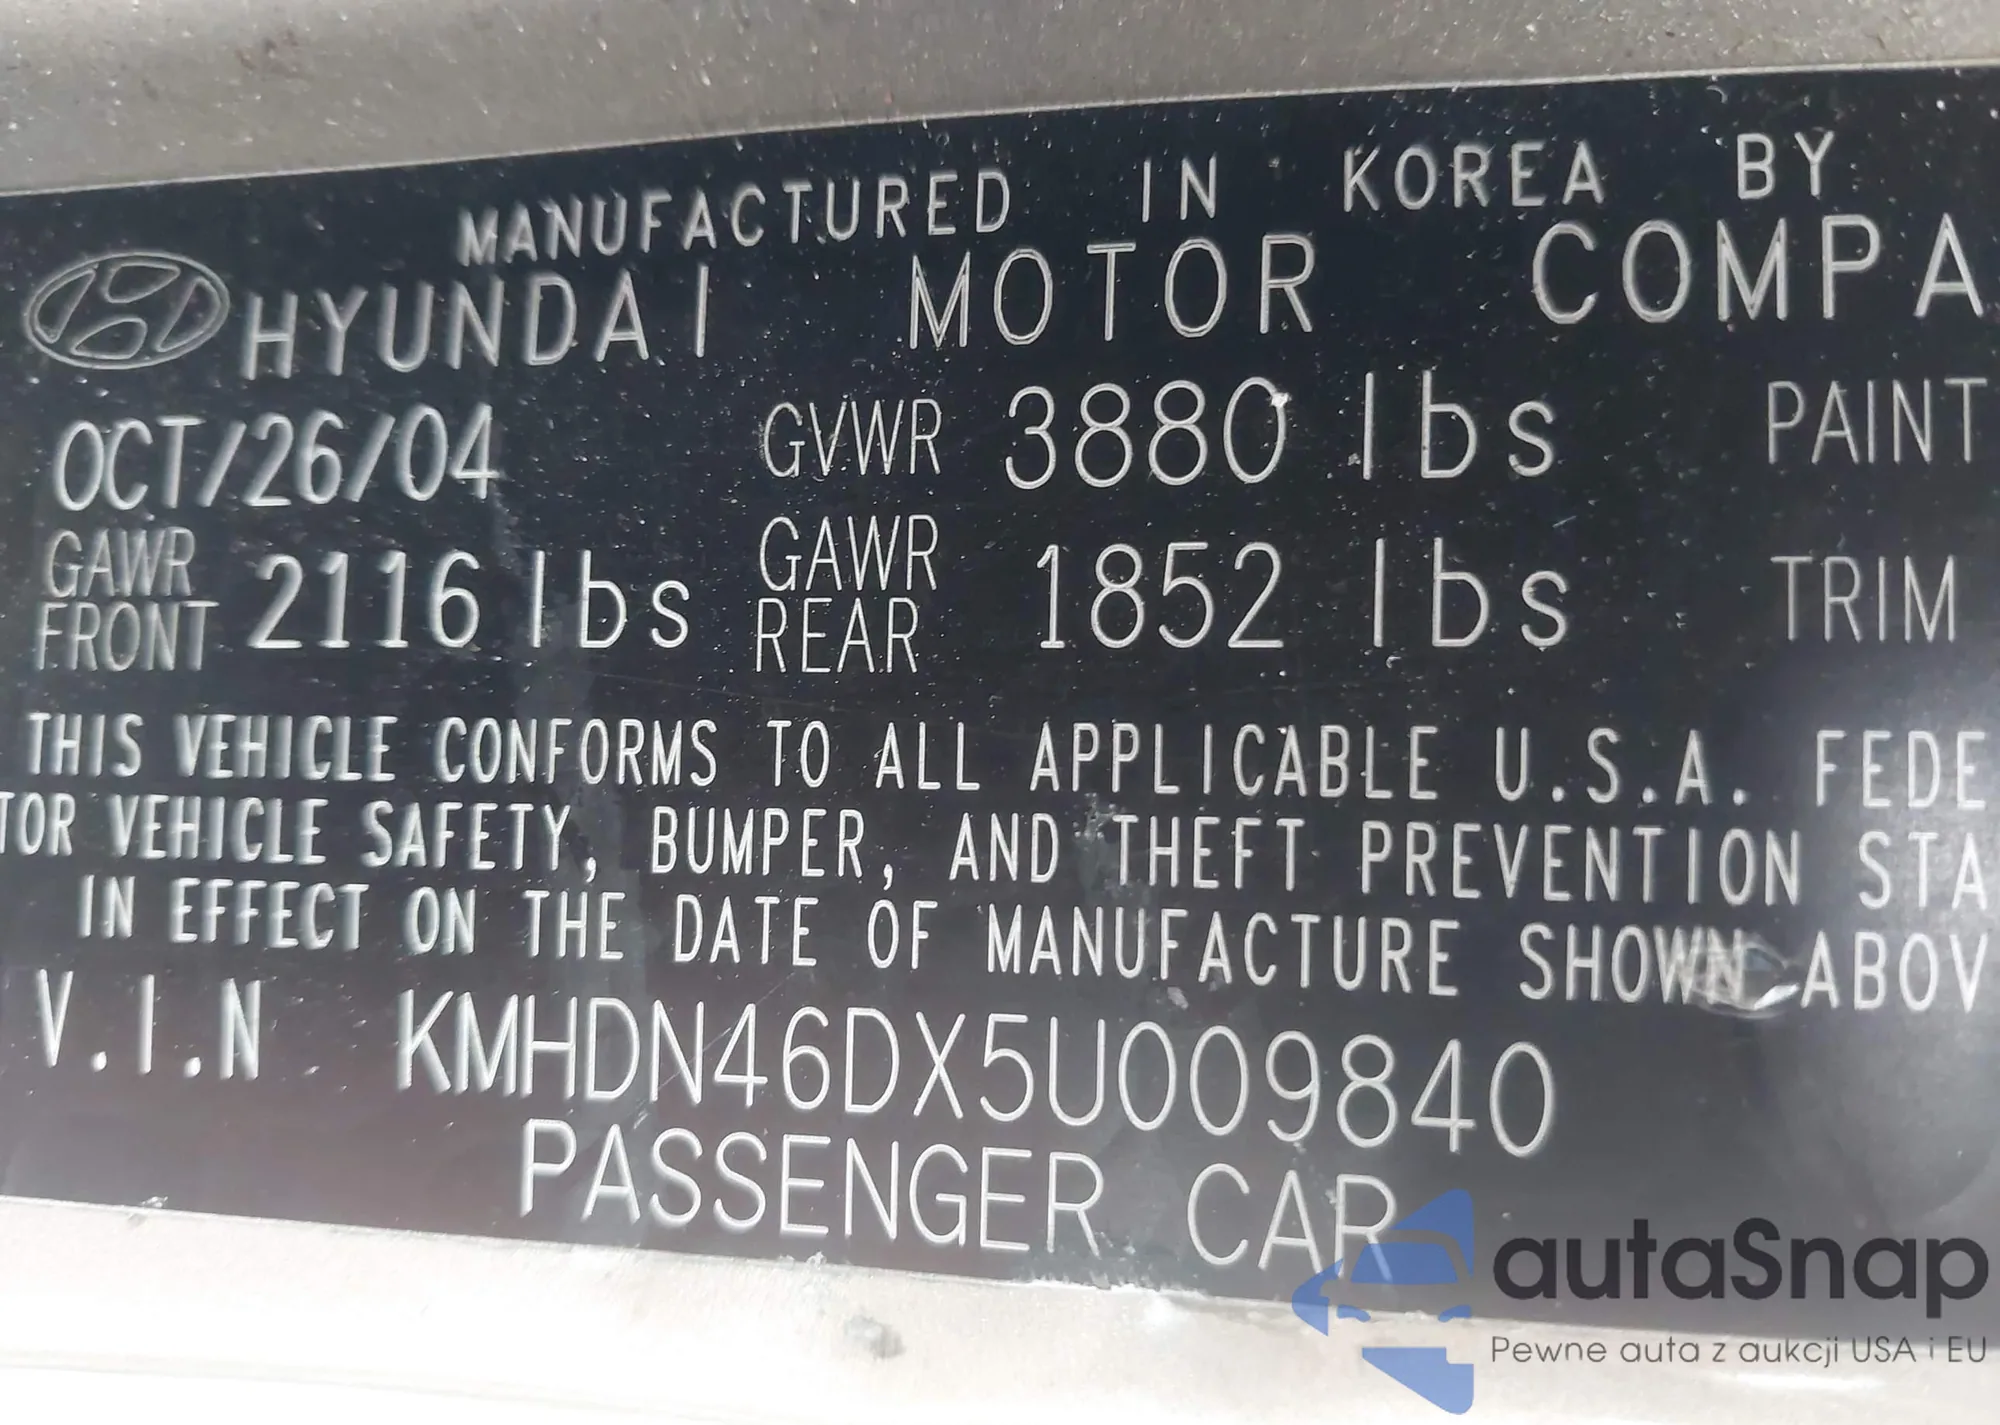 MANUFACTURED IN KOREA BY
HYUNDAI MOTOR COMPA
OCT/26/04 GVWR 3880 lbs PAINT
GAWR FRONT 2116 lbs GAWR REAR 1852 lbs TRIM
THIS VEHICLE CONFORMS TO ALL APPLICABLE U.S.A. FEDE
TOR VEHICLE SAFETY, BUMPER, AND THEFT PREVENTION STA
IN EFFECT ON THE DATE OF MANUFACTURE SHOWN ABOV
V.I.N KMHDN46DX5U009840
PASSENGER CAR
autaSnap
Pewne auta z aukcji USA i EU